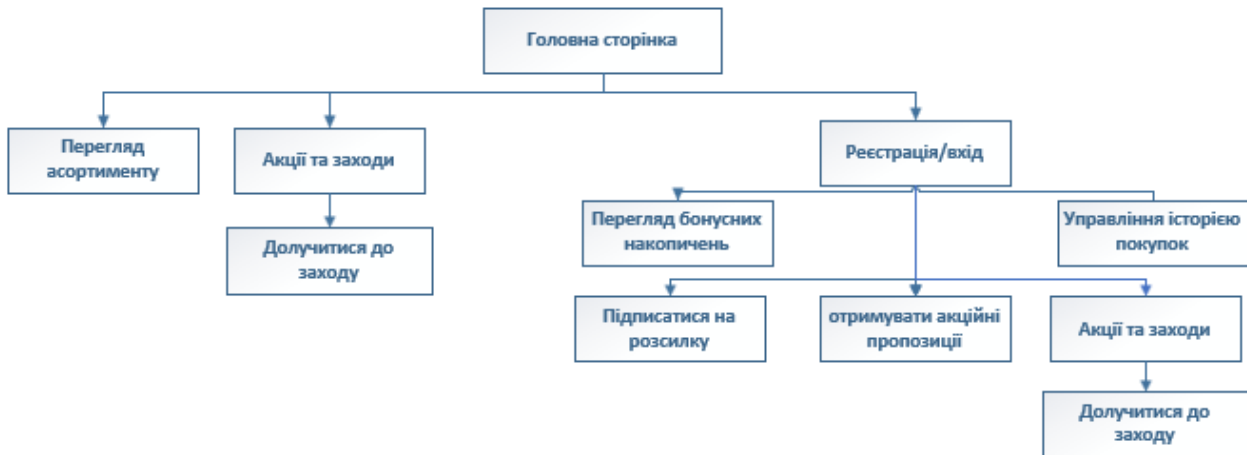 Головна сторінка
Перегляд
асортименту
Акції та заходи
Реєстрація/вхід
Долучитися до
заходу
Перегляд бонусних
накопичень
Управління історією
покупок
Підписатися на
розсилку
отримувати акційні
пропозиції
Акції та заходи
Долучитися до
заходу